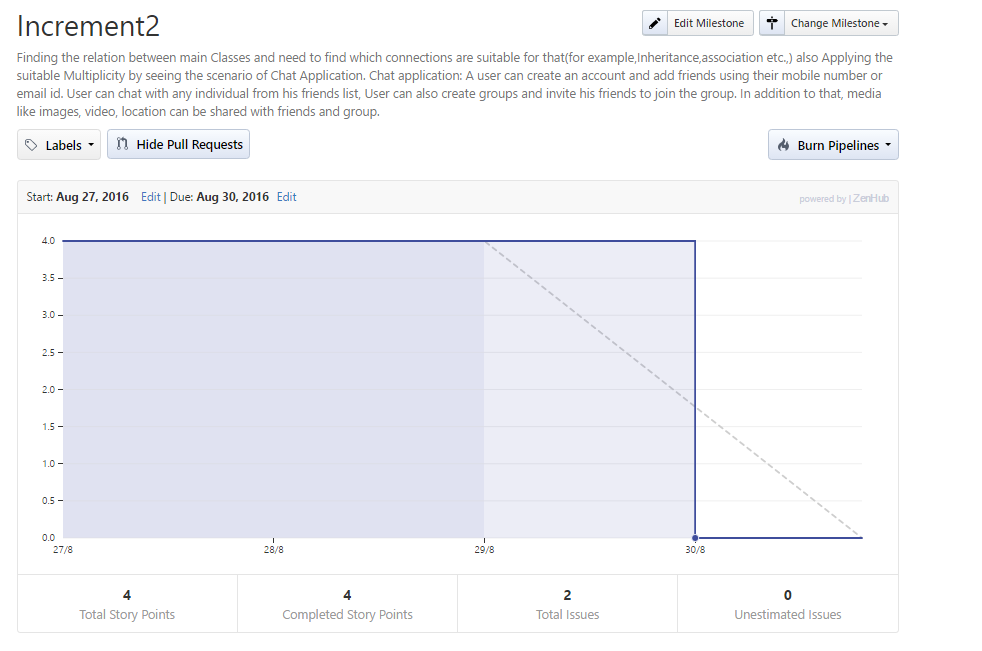 Increment2
Edit Milestone
Change Milestone
Finding the relation between main Classes and need to find which connections are suitable for that(for example,Inheritance,association etc.,) also Applying the
suitable Multiplicity by seeing the scenario of Chat Application. Chat application: A user can create an account and add friends using their mobile number or
email id. User can chat with any individual from his friends list, User can also create groups and invite his friends to join the group. In addition to that, media
like images, video, location can be shared with friends and group.
Labels
Hide Pull Requests
Burn Pipelines
Start: Aug 27, 2016 Edit | Due: Aug 30, 2016 Edit
powered by | ZenHub
4.0
3.5
3.0
2.5
2.0
1.5
1.0
0.5
0.0
27/8 28/8 29/8 30/8
4 4 2 0
Total Story Points Completed Story Points Total Issues Unestimated Issues